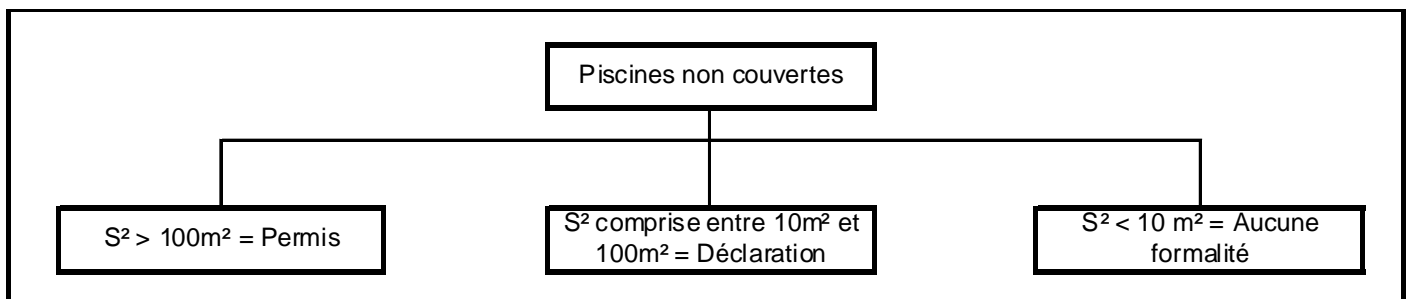 Piscines non couvertes
S² > 100m² = Permis
S² comprise entre 10m² et
100m² = Déclaration
S² < 10 m² = Aucune
formalité